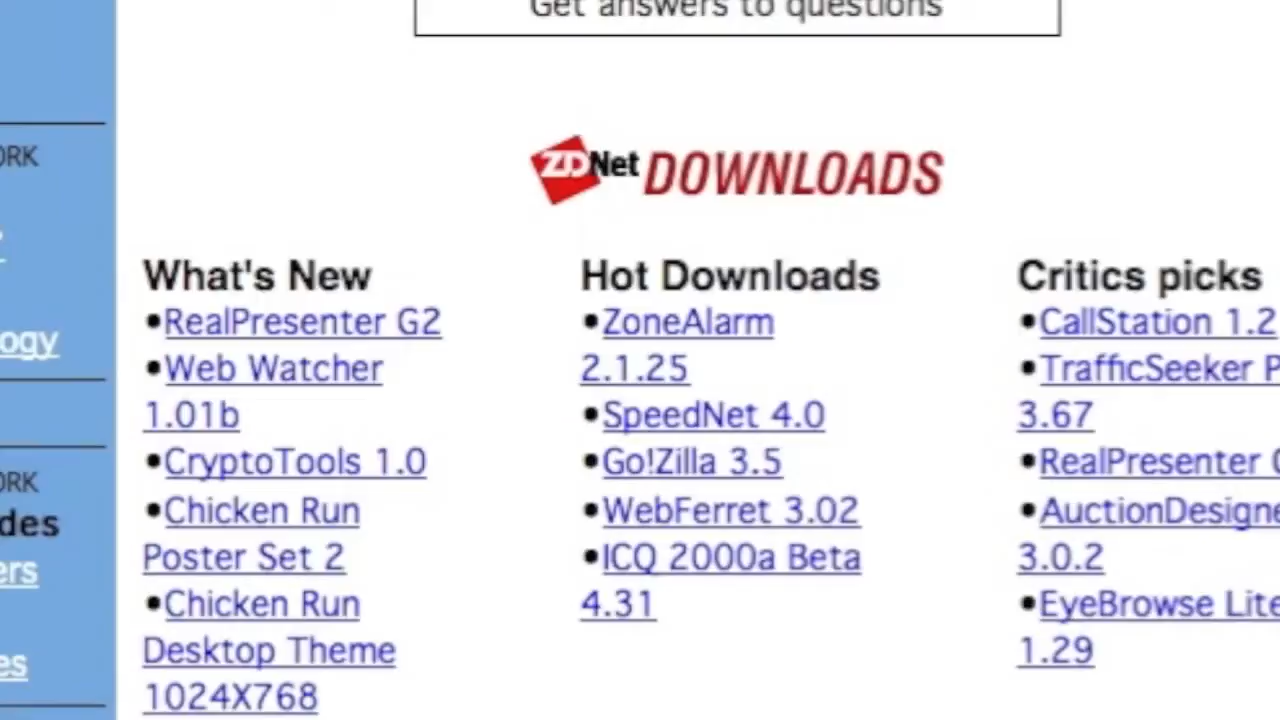 Get answers to questions
ORK
ogy
ORK
des
ers
es
ZDNet DOWNLOADS
What's New
•RealPresenter G2
•Web Watcher
1.01b
•CryptoTools 1.0
•Chicken Run
Poster Set 2
•Chicken Run
Desktop Theme
1024X768
Hot Downloads
•ZoneAlarm
2.1.25
•SpeedNet 4.0
•Go!Zilla 3.5
•WebFerret 3.02
•ICQ 2000a Beta
4.31
Critics picks
•CallStation 1.2
•TrafficSeeker P
3.67
•RealPresenter
•AuctionDesigne
3.0.2
•EyeBrowse Lite
1.29